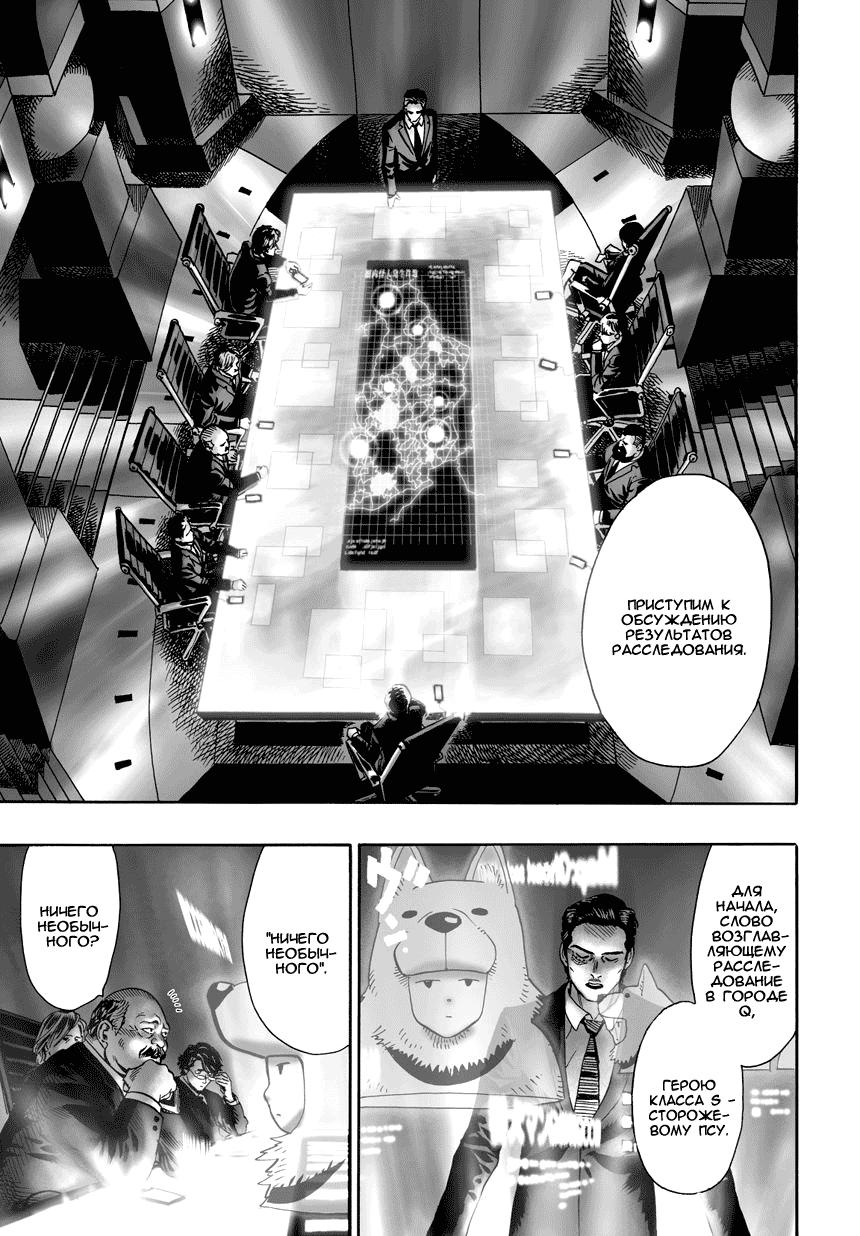 ПРИСТУПИМ К
ОБСУЖДЕНИЮ
РЕЗУЛЬТАТОВ
РАССЛЕДОВАНИЯ.
ДЛЯ
НАЧАЛА,
СЛОВО
ВОЗГЛАВ-
ЛЯЮЩЕМУ
РАССЛЕ-
ДОВАНИЕ
В ГОРОДЕ
Q,
ГЕРОЮ
КЛАССА S -
СТОРОЖЕ-
ВОМУ ПСУ.
"НИЧЕГО
НЕОБЫЧ-
НОГО".
НИЧЕГО
НЕОБЫЧ-
НОГО?